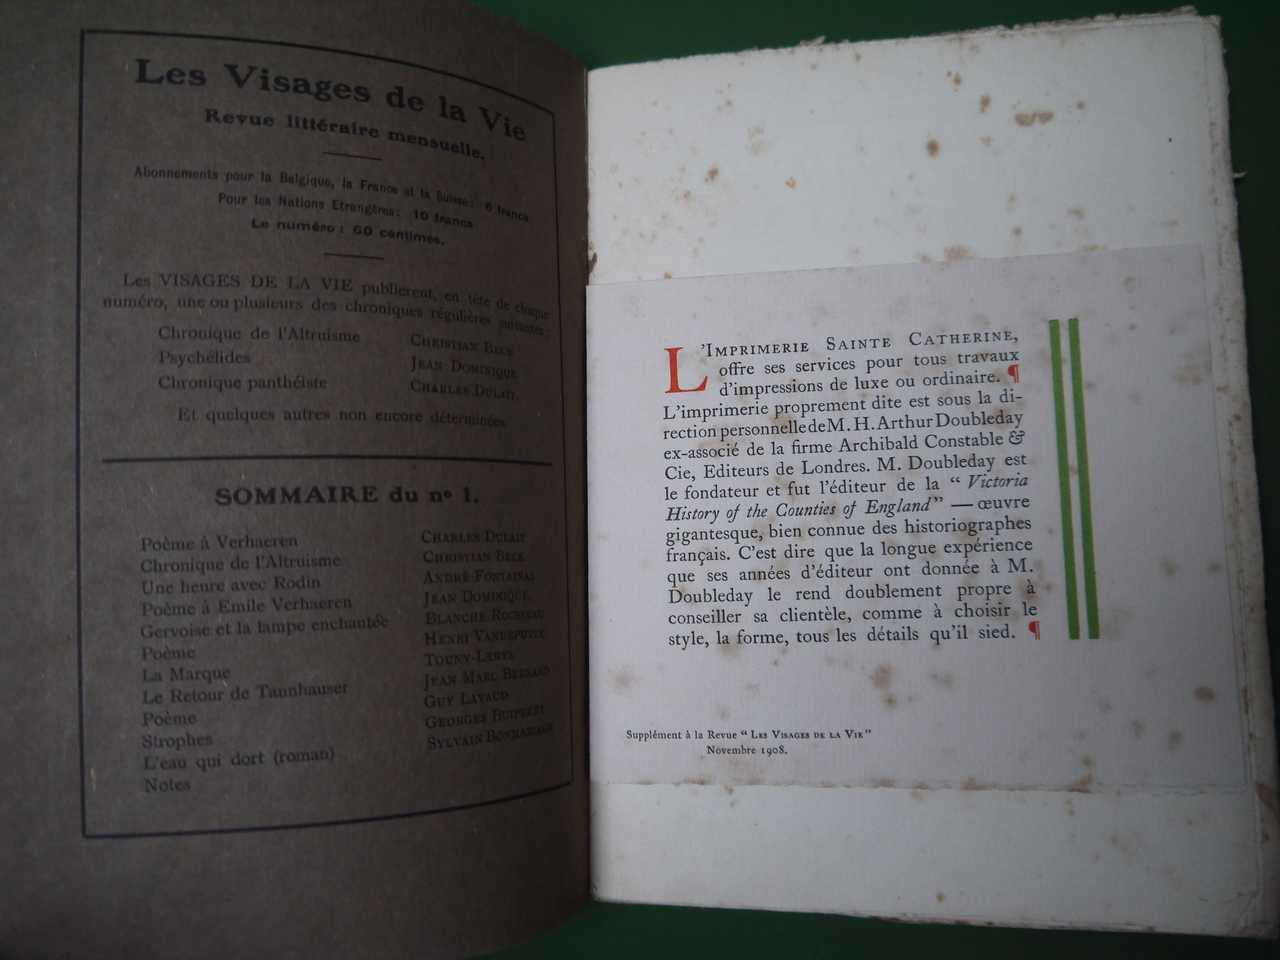 Les Visages de la Vie
Revue littéraire mensuelle.
Abonnements pour la Belgique, la France et la Suisse : 6 francs
Pour les Nations Etrangères : 10 francs
Le numéro : 60 centimes.
Les VISAGES DE LA VIE publieront, en tête de chaque
numéro, une ou plusieurs des chroniques régulières suivantes :
Chronique de l'Altruisme CHRISTIAN BECK
Psychélides JEAN DOMINIQUE
Chronique panthéiste CHARLES DULAIT.
Et quelques autres non encore déterminées.
SOMMAIRE du nº 1.
Poème à Verhaeren CHARLES DULAIT
Chronique de l'Altruisme CHRISTIAN BECK
Une heure avec Rodin ANDRÉ FONTAINAS
Poème à Emile Verhaeren JEAN DOMINIQUE
Gervoise et la lampe enchantée BLANCHE ROUSSEAU
Poème HENRI VANDEPUTTE
La Marque TOUNY-LERYS
Le Retour de Tannhauser JEAN MARC BERNARD
Poème GUY LAVAUD
Strophes GEORGES BUIPERET
L'eau qui dort (roman) SYLVAIN BONMARIAGE
Notes
L'IMPRIMERIE SAINTE CATHERINE,
offre ses services pour tous travaux
d'impressions de luxe ou ordinaire. ¶
L'imprimerie proprement dite est sous la di-
rection personnelle de M. H. Arthur Doubleday
ex-associé de la firme Archibald Constable &
Cie, Editeurs de Londres. M. Doubleday est
le fondateur et fut l'éditeur de la " Victoria
History of the Counties of England" — œuvre
gigantesque, bien connue des historiographes
français. C'est dire que la longue expérience
que ses années d'éditeur ont donnée à M.
Doubleday le rend doublement propre à
conseiller sa clientèle, comme à choisir le
style, la forme, tous les détails qu'il sied. ¶
Supplément à la Revue " LES VISAGES DE LA VIE"
Novembre 1908.